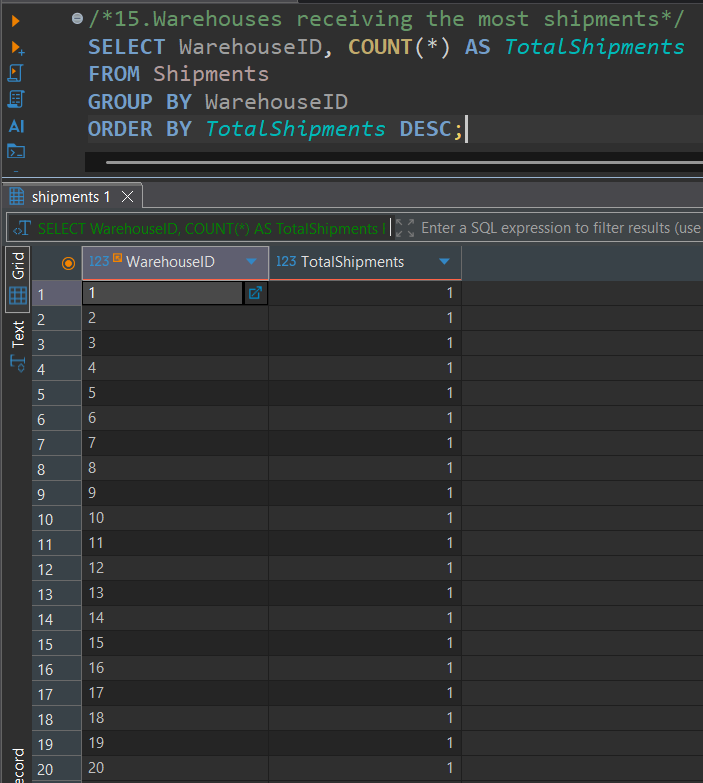 /*15.Warehouses receiving the most shipments*/
SELECT WarehouseID, COUNT(*) AS TotalShipments
FROM Shipments
GROUP BY WarehouseID
ORDER BY TotalShipments DESC;
AI
shipments 1
SELECT WarehouseID, COUNT(*) AS TotalShipments Enter a SQL expression to filter results (use
Grid
Text
123 WarehouseID 123 TotalShipments
1 1 1
2 2 1
3 3 1
4 4 1
5 5 1
6 6 1
7 7 1
8 8 1
9 9 1
10 10 1
11 11 1
12 12 1
13 13 1
14 14 1
15 15 1
16 16 1
17 17 1
18 18 1
19 19 1
20 20 1
ecord